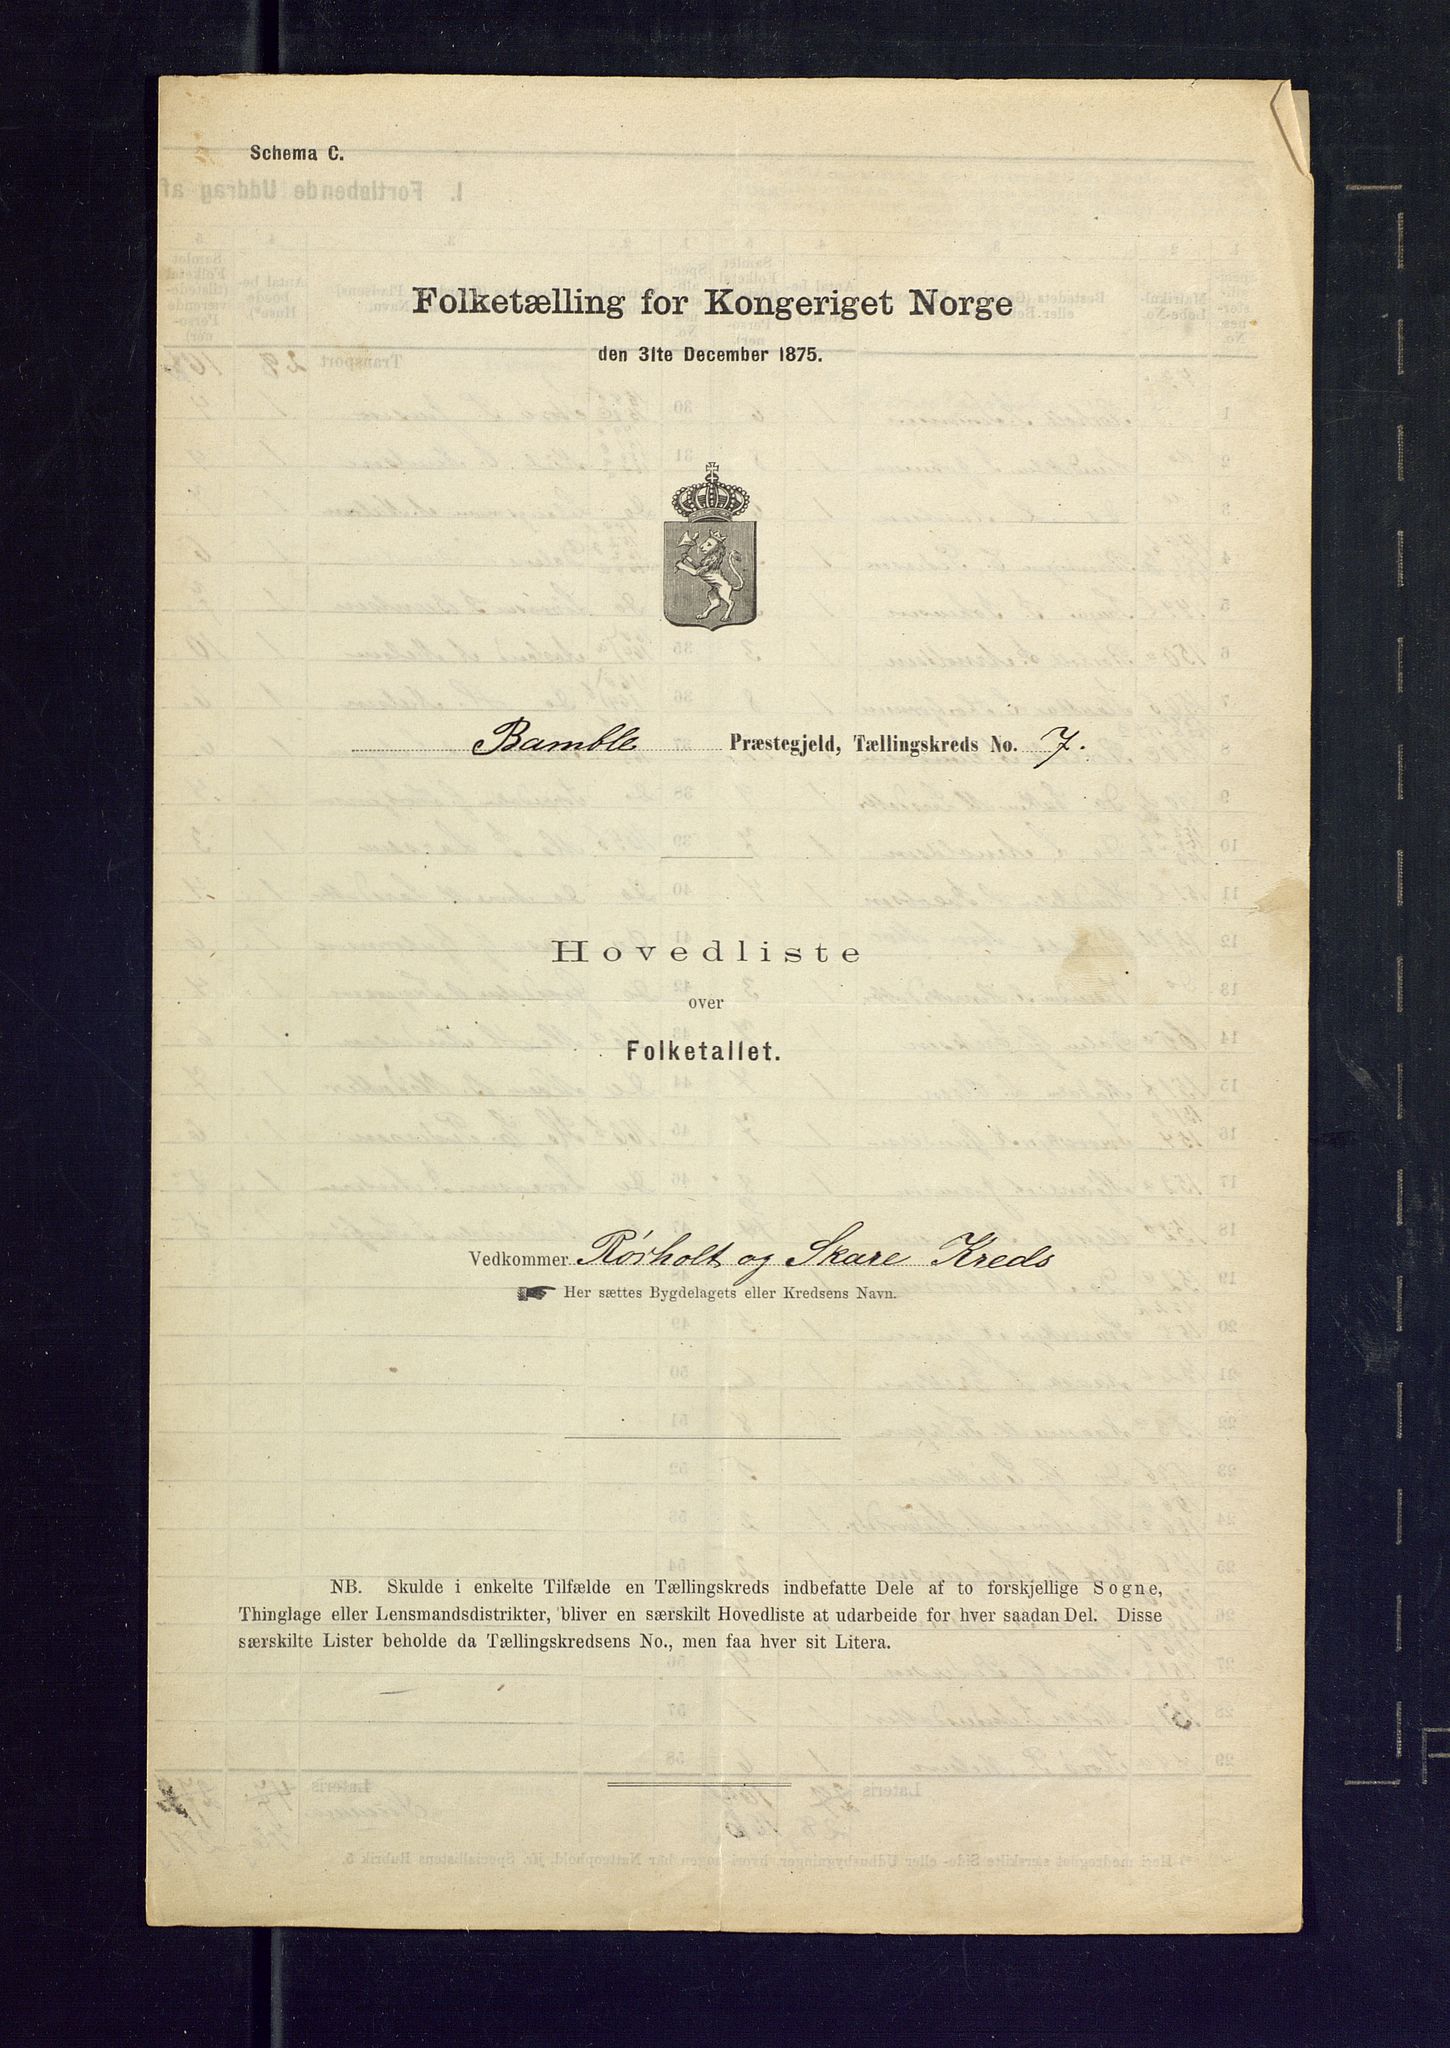 Schema C.
Folketælling for Kongeriget Norge
den 31te December 1875.
Bamble Præstegjeld, Tællingskreds No. 7.
Hovedliste
over
Folketallet.
Vedkommer Rørholt og Skare Kreds
Her sættes Bygdelagets eller Kredsens Navn.
NB. Skulde i enkelte Tilfælde en Tællingskreds indbefatte Dele af to forskjellige Sogne,
Thinglage eller Lensmandsdistrikter, bliver en særskilt Hovedliste at udarbeide for hver saadan Del. Disse
særskilte Lister beholde da Tællingskredsens No., men faa hver sit Litera.